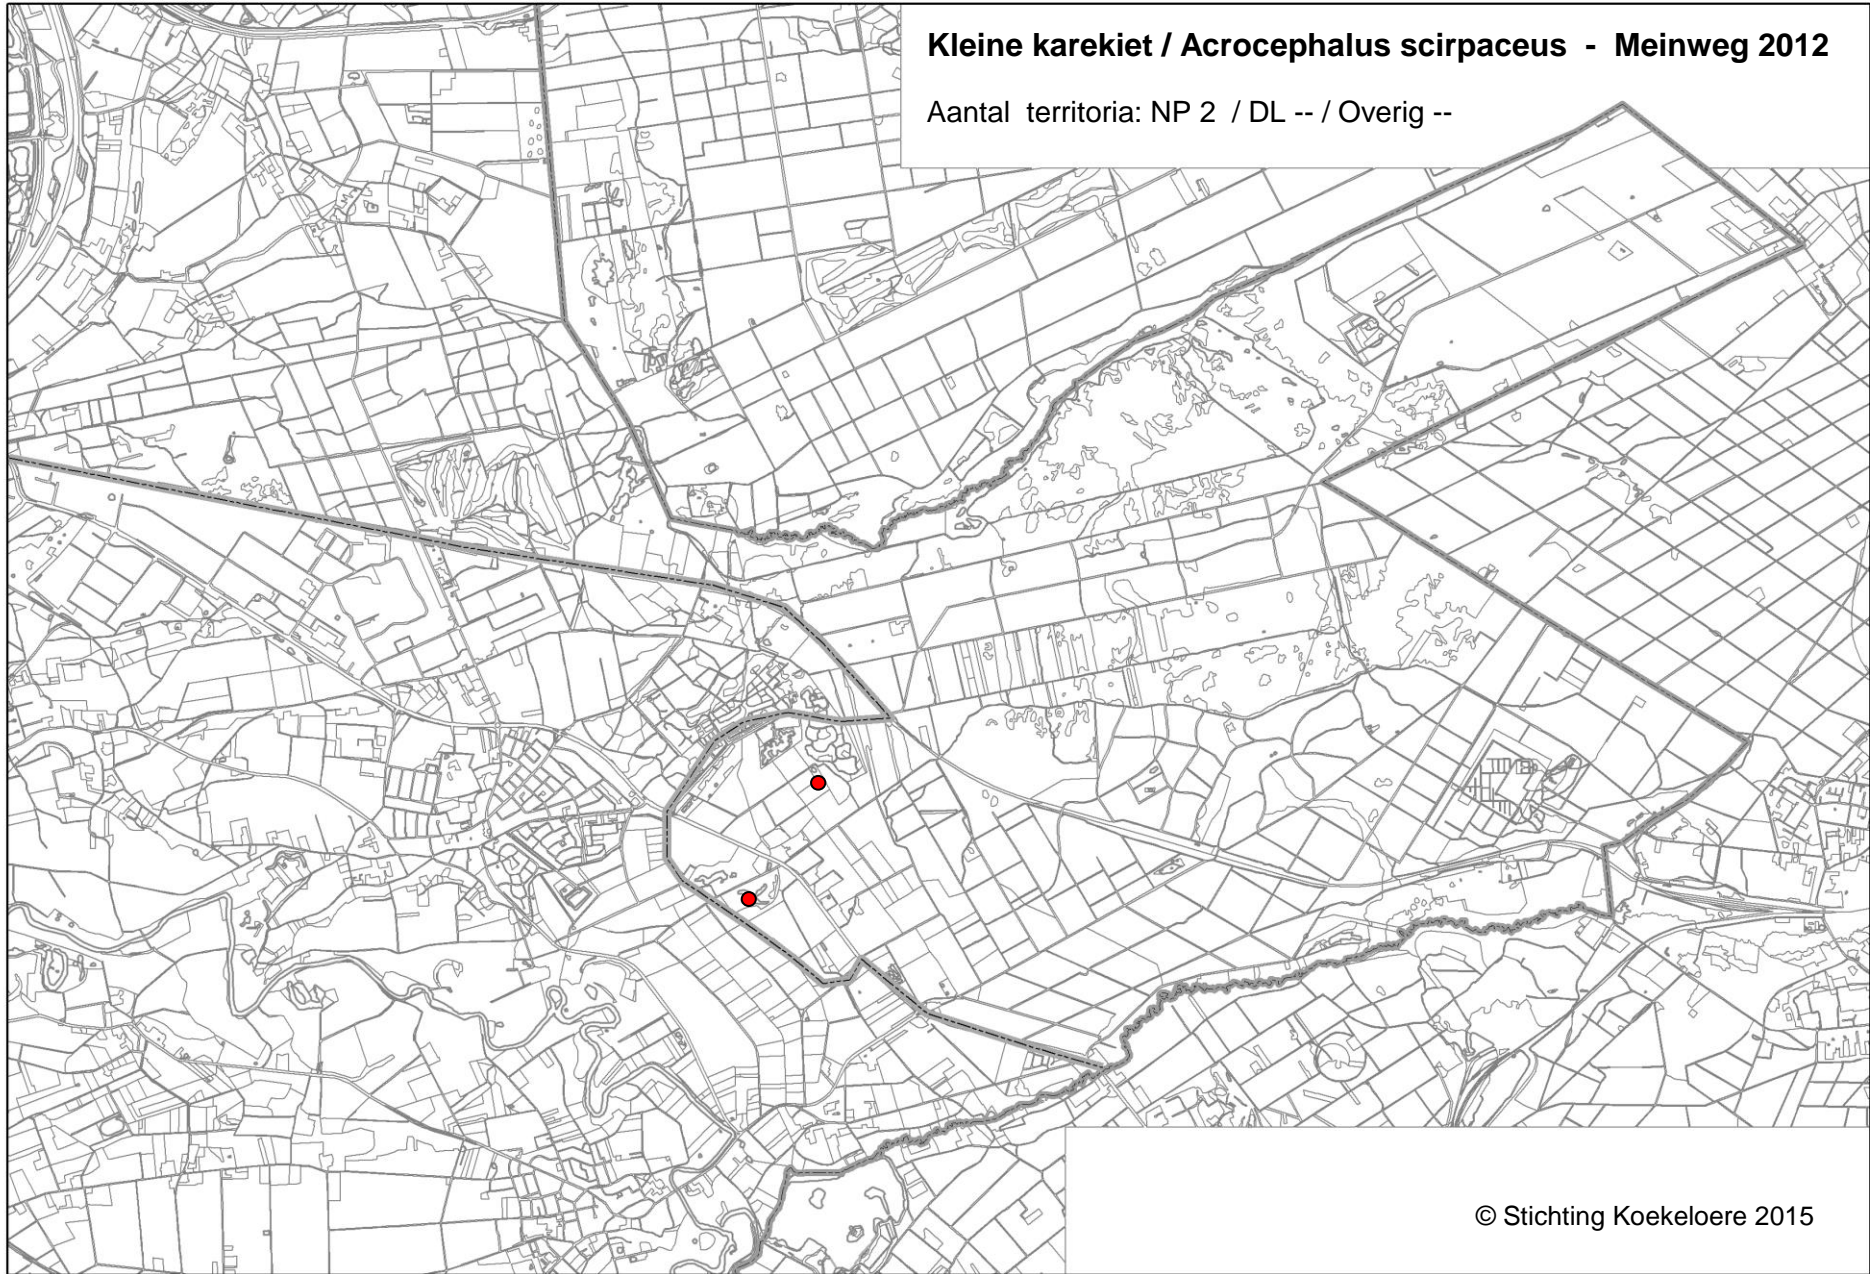 Kleine karekiet / Acrocephalus scirpaceus - Meinweg 2012
Aantal territoria: NP 2 / DL -- / Overig --
© Stichting Koekeloere 2015